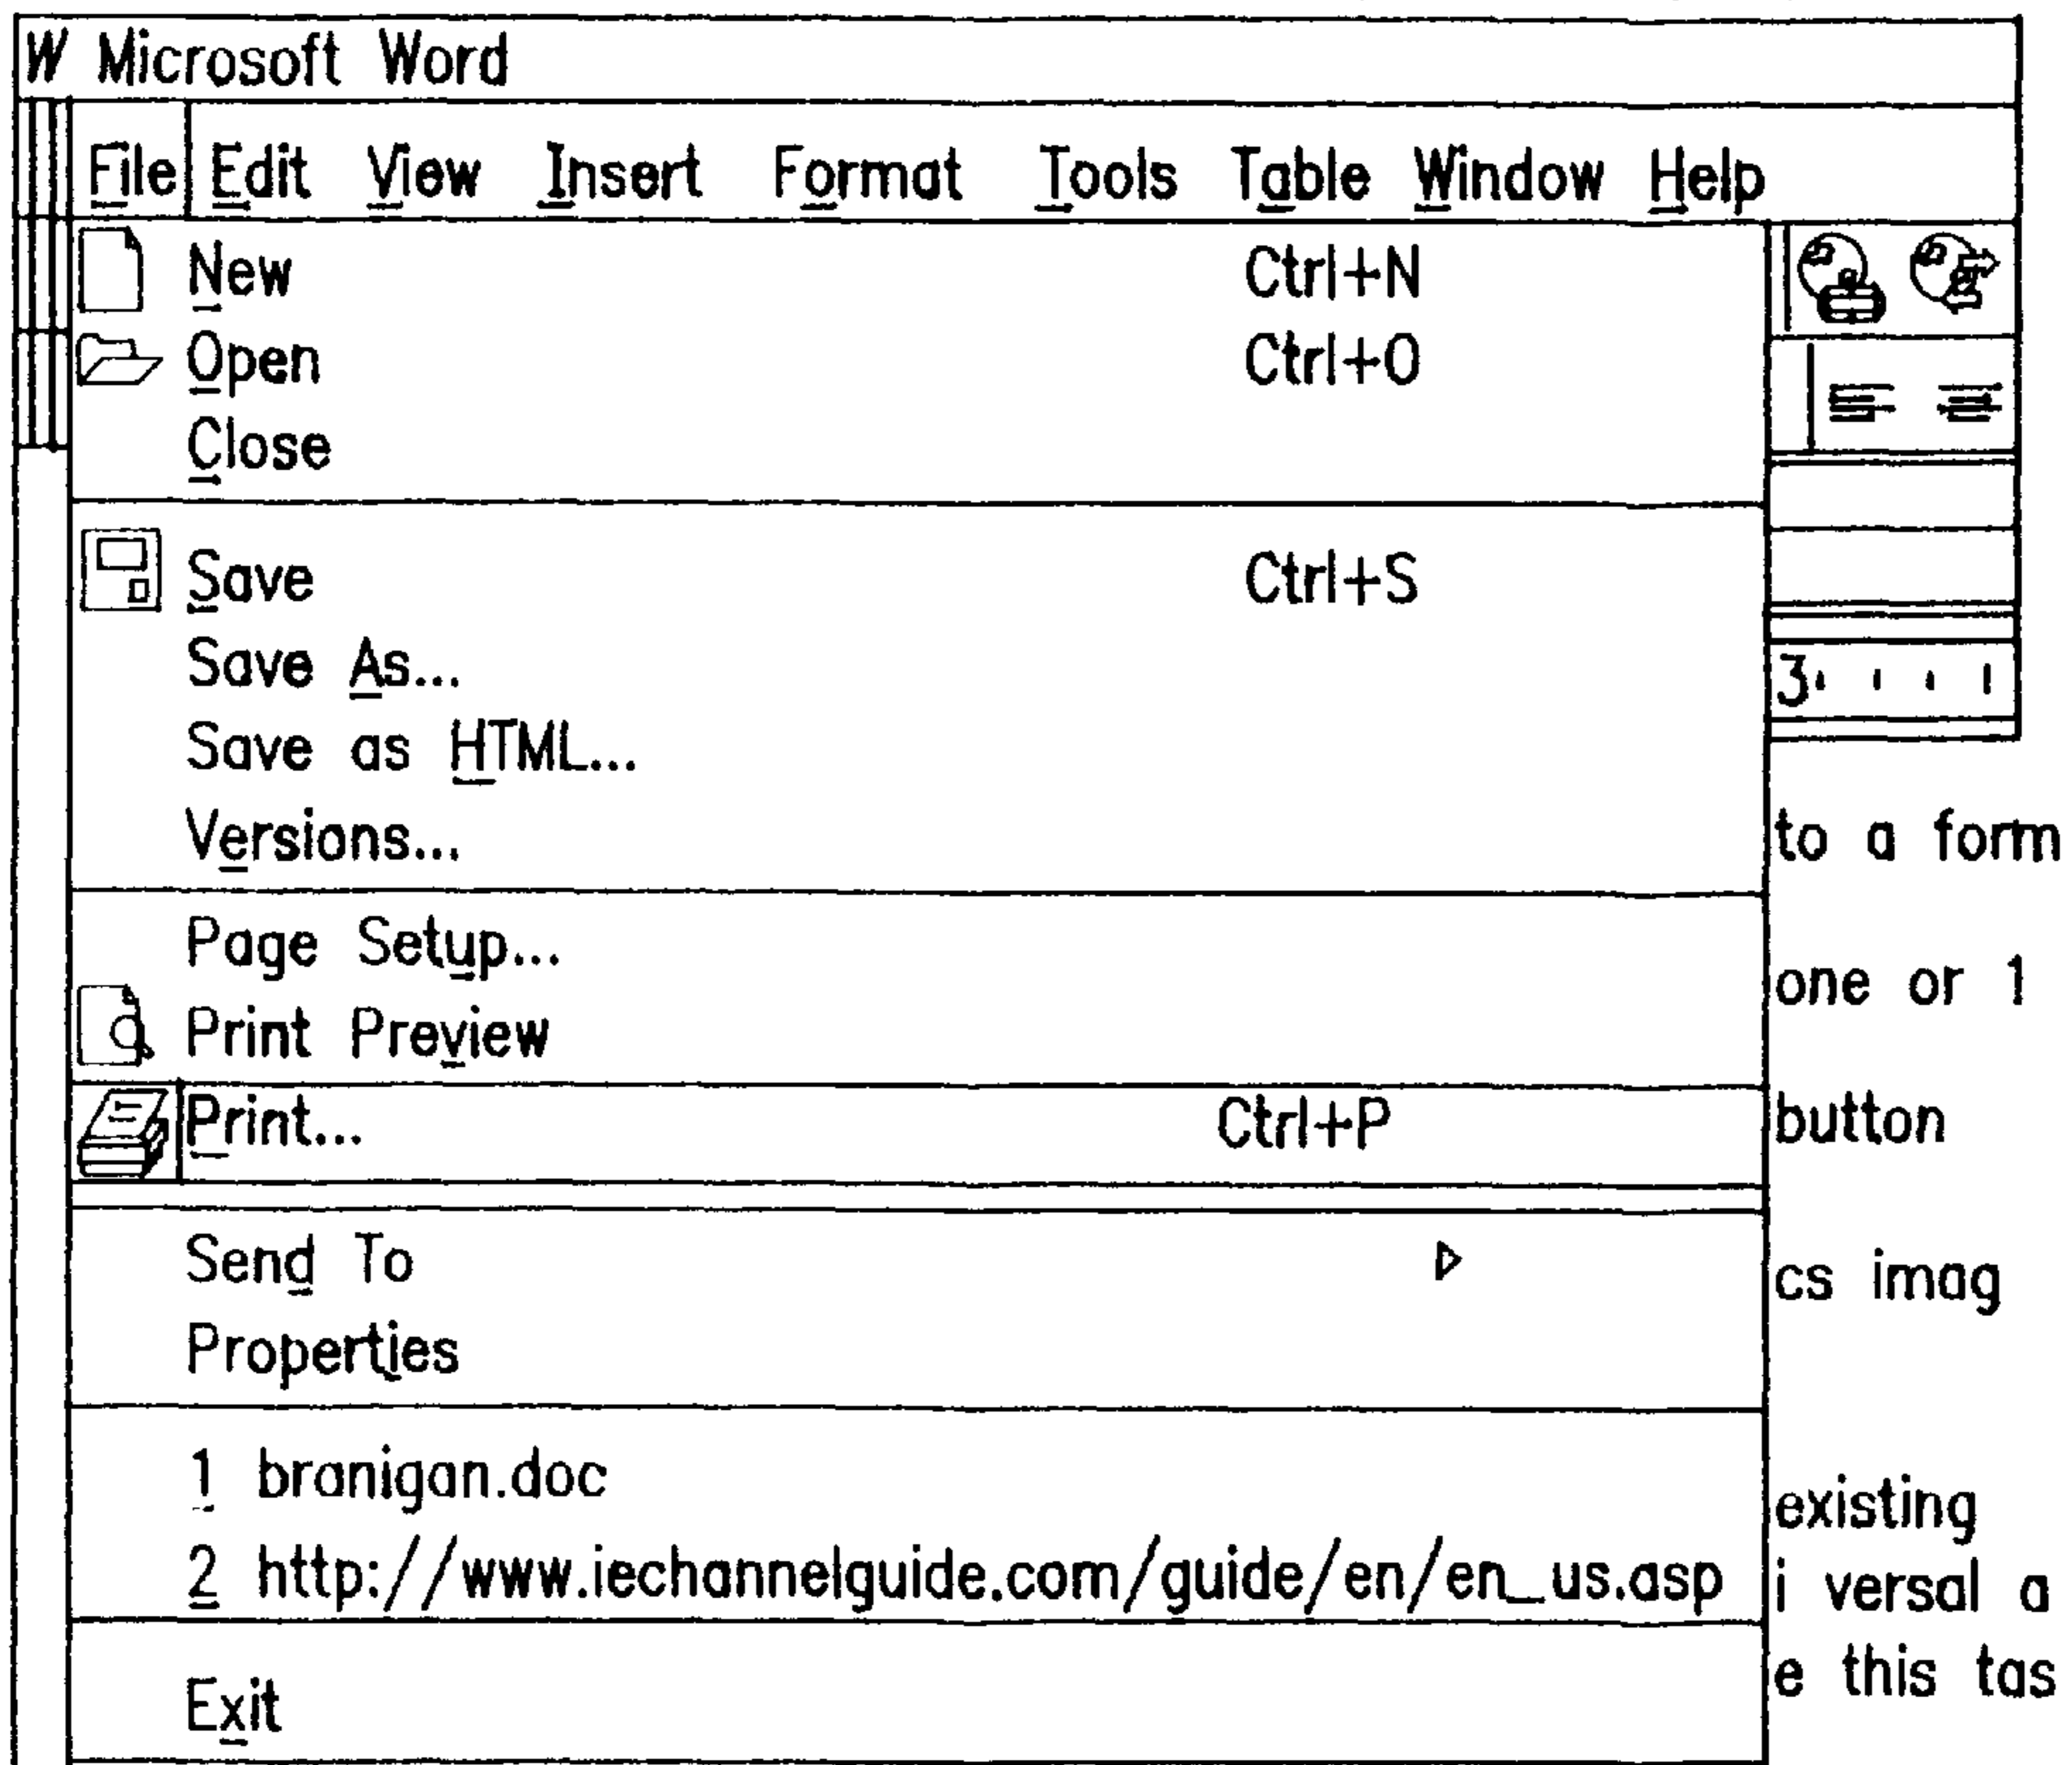 W Microsoft Word
File Edit View Insert Format Tools Table Window Help
New Ctrl+N
Open Ctrl+O
Close
Save Ctrl+S
Save As...
Save as HTML...
3
Versions...
to a form
Page Setup...
one or 1
Print Preview
Print... Ctrl+P
button
Send To
cs imag
Properties
1 branigan.doc
existing
2 http://www.iechannelguide.com/guide/en/en_us.asp
i versal a
e this tas
Exit